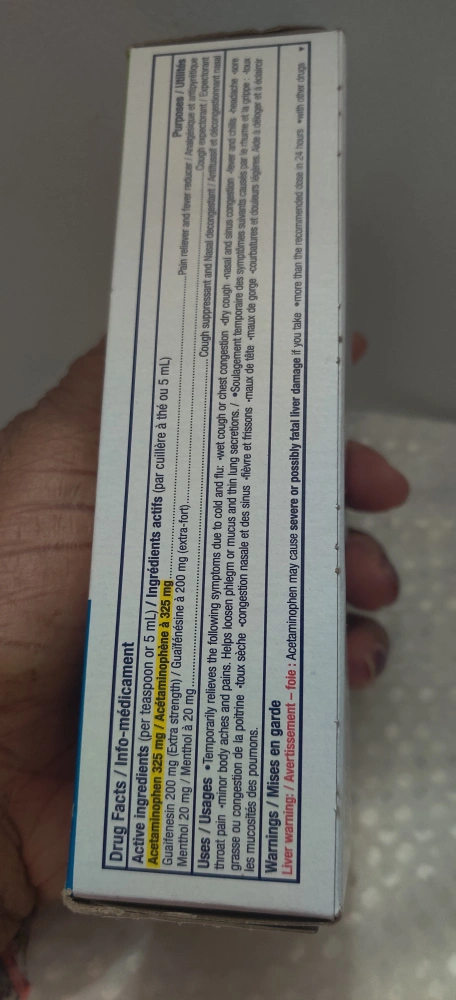 Drug Facts / Info-médicament
Active ingredients (per teaspoon or 5 mL) / Ingrédients actifs (par cuillère à thé ou 5 mL) Purposes / Utilités
Acetaminophen 325 mg / Acétaminophène à 325 mg Pain reliever and fever reducer / Analgésique et antipyrétique
Guaifenesin 200 mg (Extra strength) / Guaifénésine à 200 mg (extra-fort) Cough expectorant / Expectorant
Menthol 20 mg / Menthol à 20 mg Cough suppressant and Nasal decongestant / Antitussif et décongestionnant nasal
Uses / Usages •Temporarily relieves the following symptoms due to cold and flu: •wet cough or chest congestion •dry cough •nasal and sinus congestion •fever and chills •headache •sore
throat pain •minor body aches and pains. Helps loosen phlegm or mucus and thin lung secretions. / •Soulagement temporaire des symptômes suivants causés par le rhume et la grippe : •toux
grasse ou congestion de la poitrine •toux sèche •congestion nasale et des sinus •fièvre et frissons •maux de tête •maux de gorge •courbatures et douleurs légères. Aide à déloger et à éclaircir
les mucosités des poumons.
Warnings / Mises en garde
Liver warning: / Avertissement – foie : Acetaminophen may cause severe or possibly fatal liver damage if you take •more than the recommended dose in 24 hours •with other drugs ▼